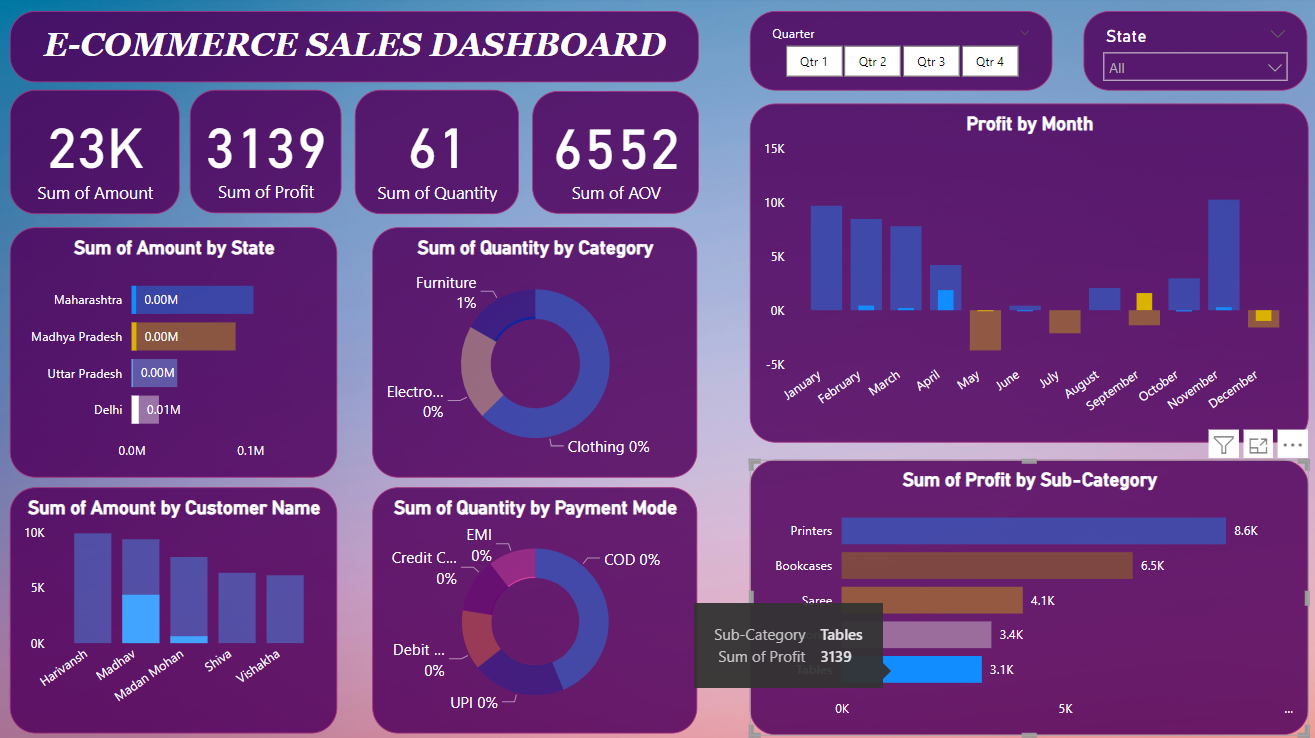 E-COMMERCE SALES DASHBOARD
Quarter
Qtr 1
Qtr 2
Qtr 3
Qtr 4
State
All
23K
Sum of Amount
3139
Sum of Profit
61
Sum of Quantity
6552
Sum of AOV
Sum of Amount by State
Maharashtra
0.00M
Madhya Pradesh
0.00M
Uttar Pradesh
0.00M
Delhi
0.01M
0.0M
0.1M
Sum of Quantity by Category
Furniture
1%
Electro...
0%
Clothing 0%
Profit by Month
15K
10K
5K
0K
-5K
January
February
March
April
May
June
July
August
September
October
November
December
Sum of Amount by Customer Name
10K
5K
0K
Harivansh
Madhav
Madan Mohan
Shiva
Vishakha
Sum of Quantity by Payment Mode
EMI
0%
Credit C...
0%
COD 0%
Debit ...
0%
UPI 0%
Sum of Profit by Sub-Category
Printers
8.6K
Bookcases
6.5K
Saree
4.1K
3.4K
Tables
3.1K
Sub-Category Tables
Sum of Profit 3139
0K
5K
...